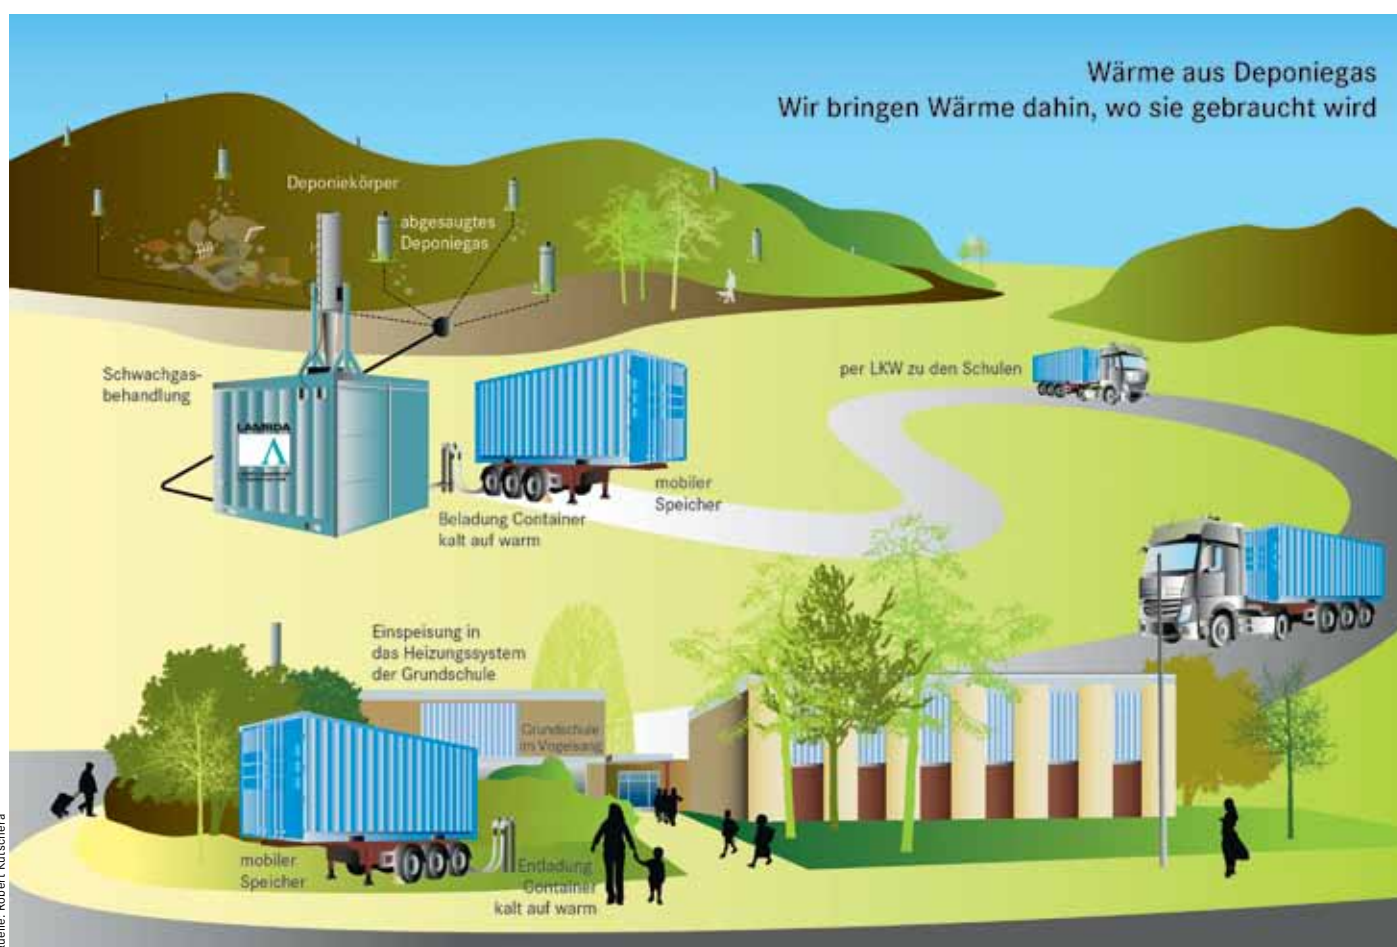 Wärme aus Deponiegas
Wir bringen Wärme dahin, wo sie gebraucht wird
Deponiekörper
abgesaugtes
Deponiegas
Schwachgas-
behandlung
per LKW zu den Schulen
LAMBDA
mobiler
Speicher
Beladung Container
kalt auf warm
Einspeisung in
das Heizungssystem
der Grundschule
Grundschule
im Vogelsang
mobiler
Speicher
Entladung
Container
kalt auf warm
Robert Kutschera